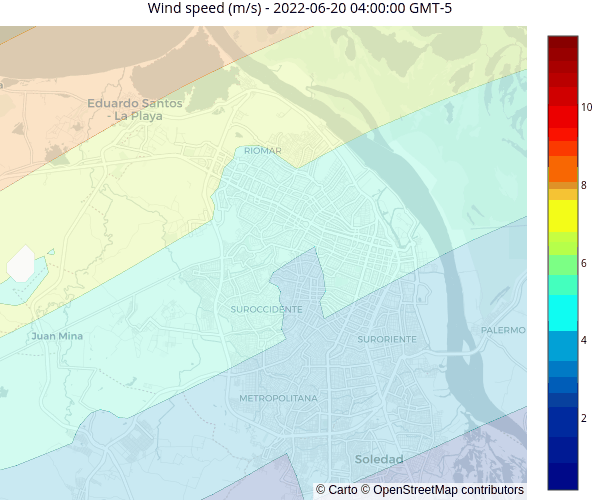 Wind speed (m/s) - 2022-06-20 04:00:00 GMT-5
Eduardo Santos
- La Playa
RIOMAR
SUROCCIDENTE
Juan Mina
SURORIENTE
PALERMO
METROPOLITANA
Soledad
10
8
6
4
2
© Carto © OpenStreetMap contributors